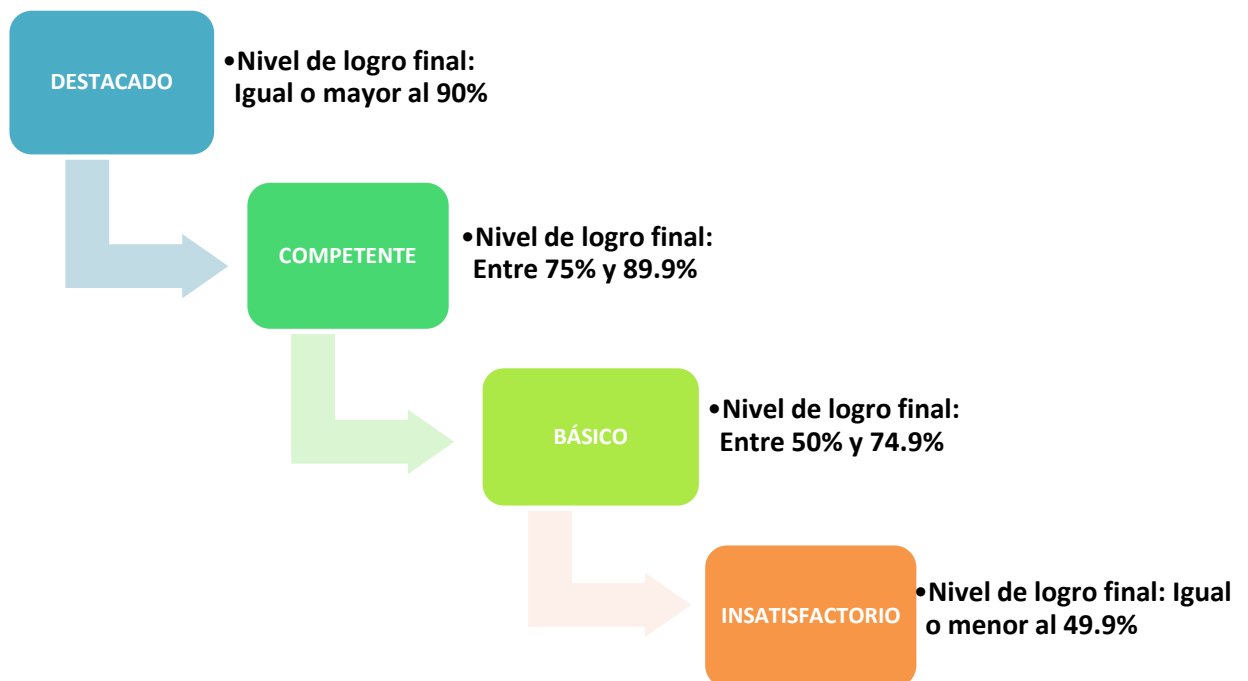 DESTACADO
•Nivel de logro final:
Igual o mayor al 90%
COMPETENTE
•Nivel de logro final:
Entre 75% y 89.9%
BÁSICO
•Nivel de logro final:
Entre 50% y 74.9%
INSATISFACTORIO
•Nivel de logro final: Igual
o menor al 49.9%